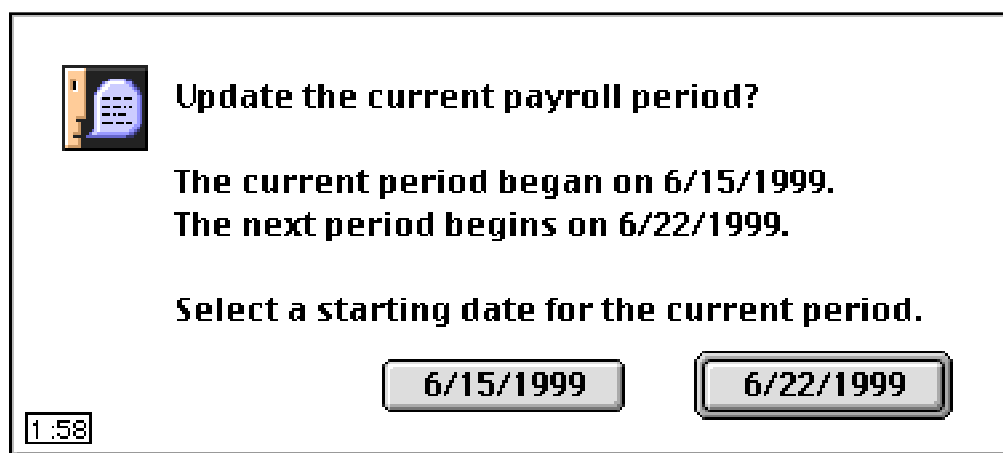 Update the current payroll period?
The current period began on 6/15/1999.
The next period begins on 6/22/1999.
Select a starting date for the current period.
6/15/1999 6/22/1999
1:58